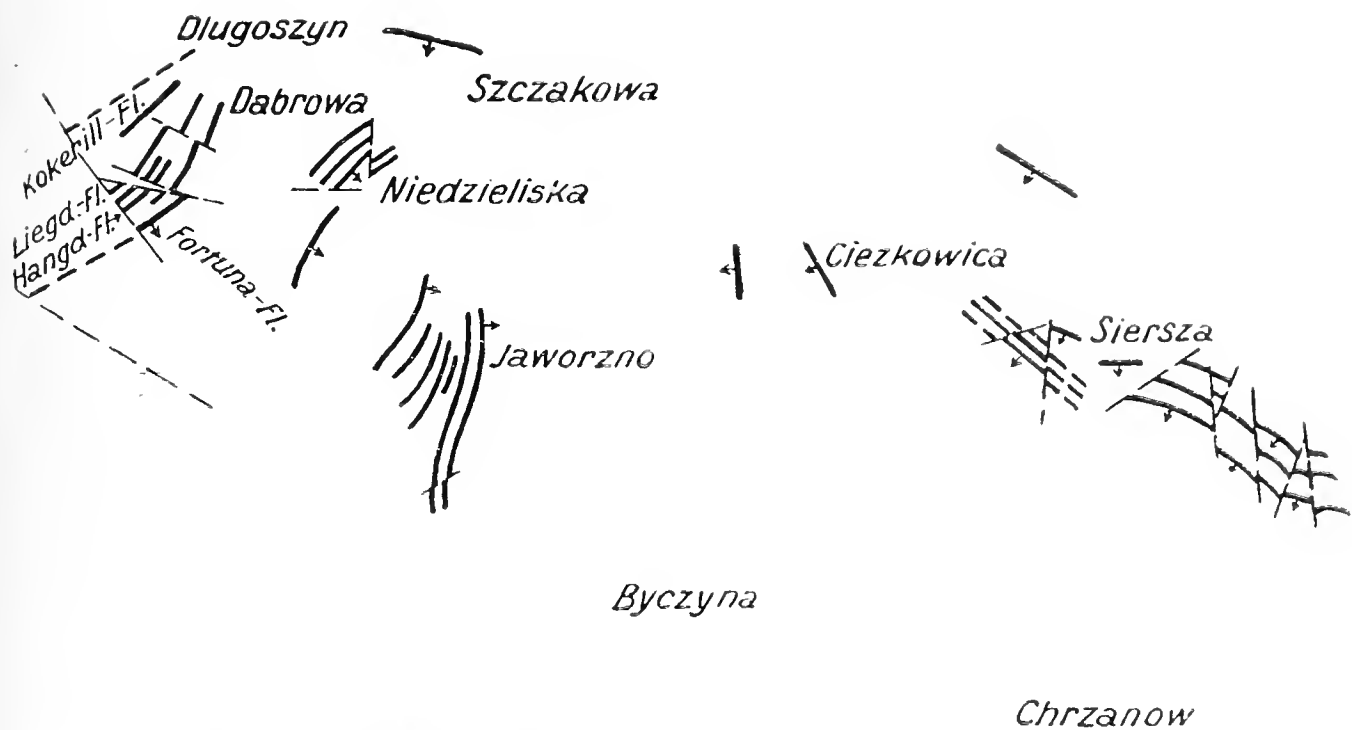 Dlugoszyn
Szczakowa
Dabrowa
Kokerill-Fl.
Niedzieliska
Liegd.-Fl.
Hangd-Fl.
Fortuna-Fl.
Ciezkowica
Siersza
Jaworzno
Byczyna
Chrzanow